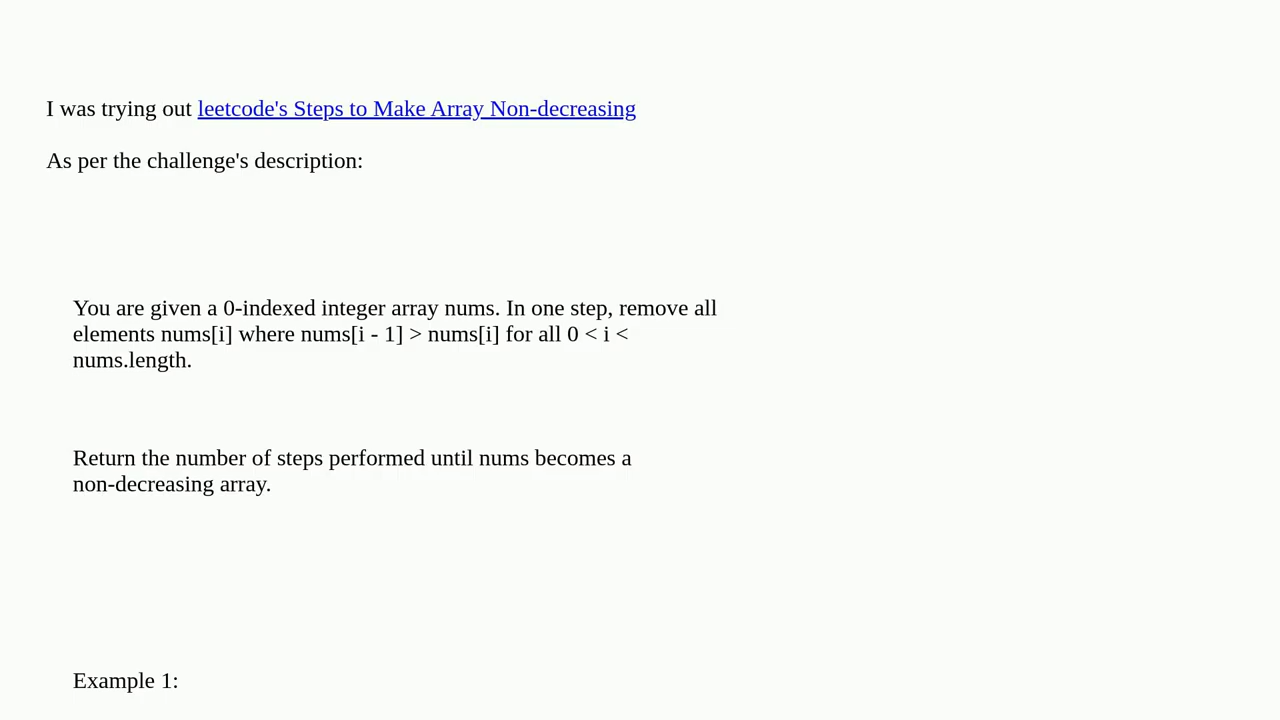 I was trying out leetcode's Steps to Make Array Non-decreasing
As per the challenge's description:
You are given a 0-indexed integer array nums. In one step, remove all
elements nums[i] where nums[i - 1] > nums[i] for all 0 < i <
nums.length.
Return the number of steps performed until nums becomes a
non-decreasing array.
Example 1: